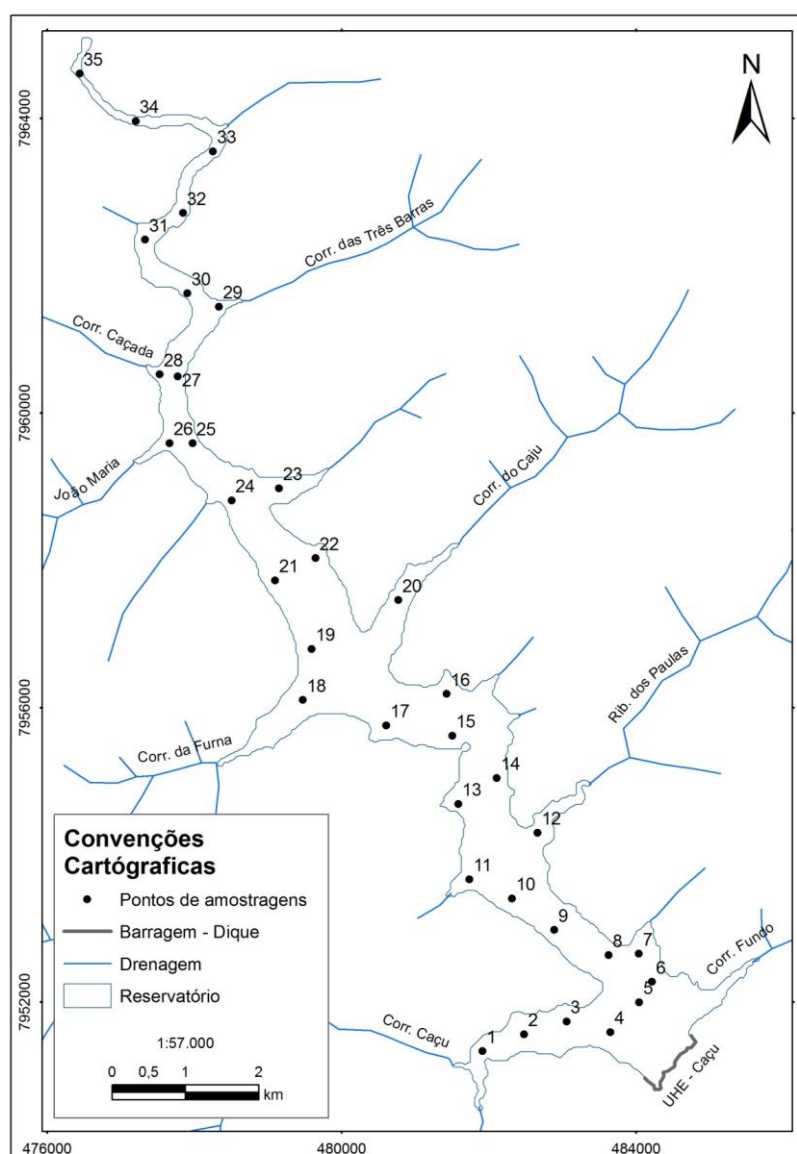 35
N
7964000
34
33
32
31
Corr. das Três Barras
30
29
Corr. Caçada
28
27
7960000
26
25
João Maria
24
23
Corr. do Caju
22
21
20
19
Rib. dos Paulas
18
16
7956000
17
15
Corr. da Furna
14
13
12
11
10
9
8
7
6
Corr. Fundo
5
7952000
4
3
2
1
Corr. Caçu
UHE - Caçu
Convenções
Cartógraficas
Pontos de amostragens
Barragem - Dique
Drenagem
Reservatório
1:57.000
0 0,5 1 2
km
476000
480000
484000